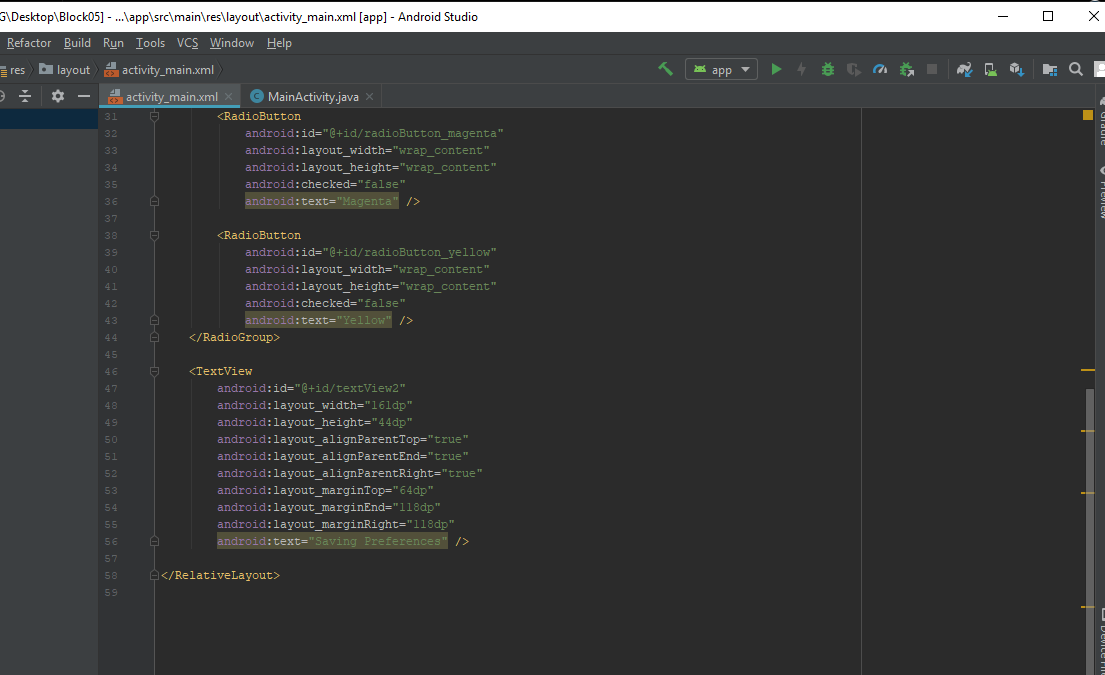 G\Desktop\Block05] - ...\app\src\main\res\layout\activity_main.xml [app] - Android Studio
Refactor Build Run Tools VCS Window Help
res layout activity_main.xml app
activity_main.xml MainActivity.java
31 <RadioButton
32 android:id="@+id/radioButton_magenta"
33 android:layout_width="wrap_content"
34 android:layout_height="wrap_content"
35 android:checked="false"
36 android:text="Magenta" />
37
38 <RadioButton
39 android:id="@+id/radioButton_yellow"
40 android:layout_width="wrap_content"
41 android:layout_height="wrap_content"
42 android:checked="false"
43 android:text="Yellow" />
44 </RadioGroup>
45
46 <TextView
47 android:id="@+id/textView2"
48 android:layout_width="161dp"
49 android:layout_height="44dp"
50 android:layout_alignParentTop="true"
51 android:layout_alignParentEnd="true"
52 android:layout_alignParentRight="true"
53 android:layout_marginTop="64dp"
54 android:layout_marginEnd="118dp"
55 android:layout_marginRight="118dp"
56 android:text="Saving Preferences" />
57
58 </RelativeLayout>
59
Gradle
Preview